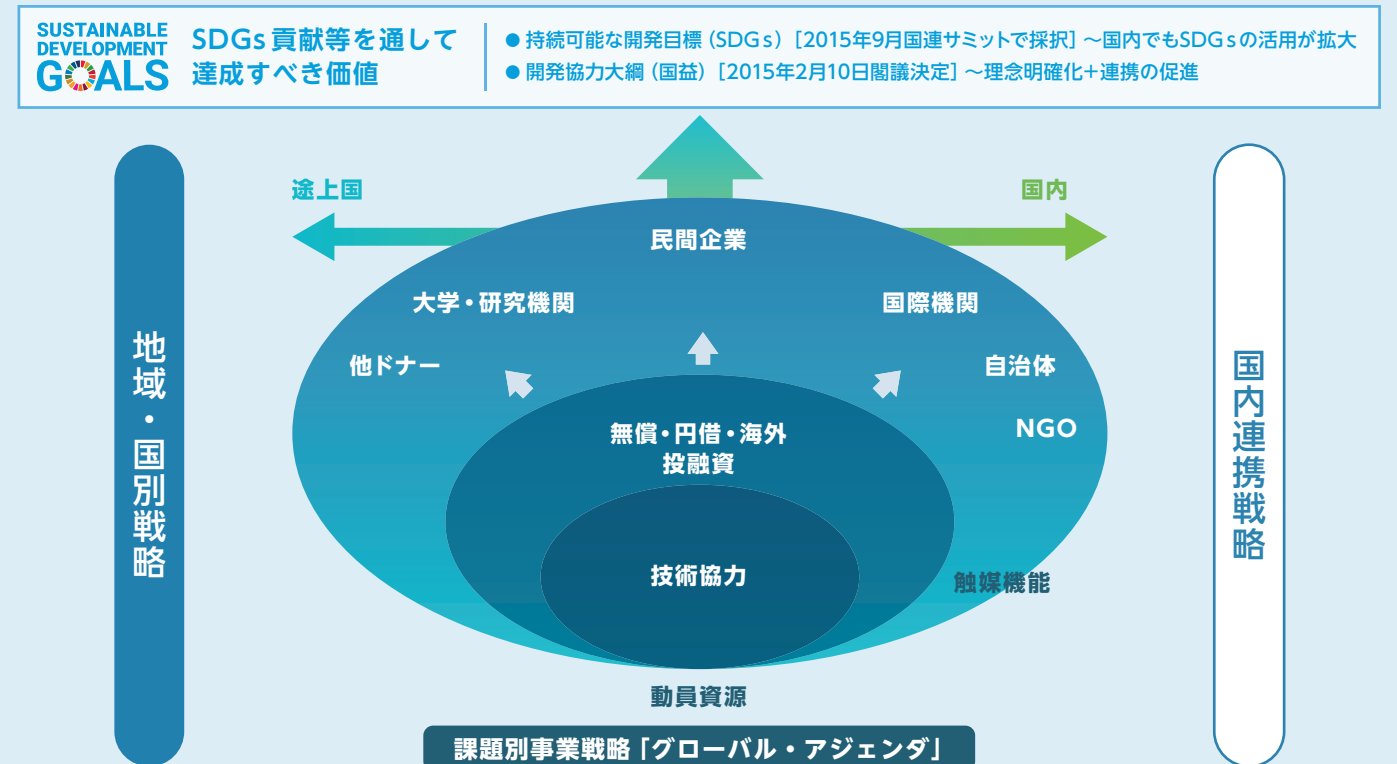 SUSTAINABLE
DEVELOPMENT
GOALS
SDGs貢献等を通して
達成すべき価値
● 持続可能な開発目標（SDGs）［2015年9月国連サミットで採択］～国内でもSDGsの活用が拡大
● 開発協力大綱（国益）［2015年2月10日閣議決定］～理念明確化＋連携の促進
途上国
国内
民間企業
大学・研究機関
国際機関
他ドナー
自治体
NGO
無償・円借・海外
投融資
技術協力
触媒機能
動員資源
課題別事業戦略「グローバル・アジェンダ」
地域・国別戦略
国内連携戦略